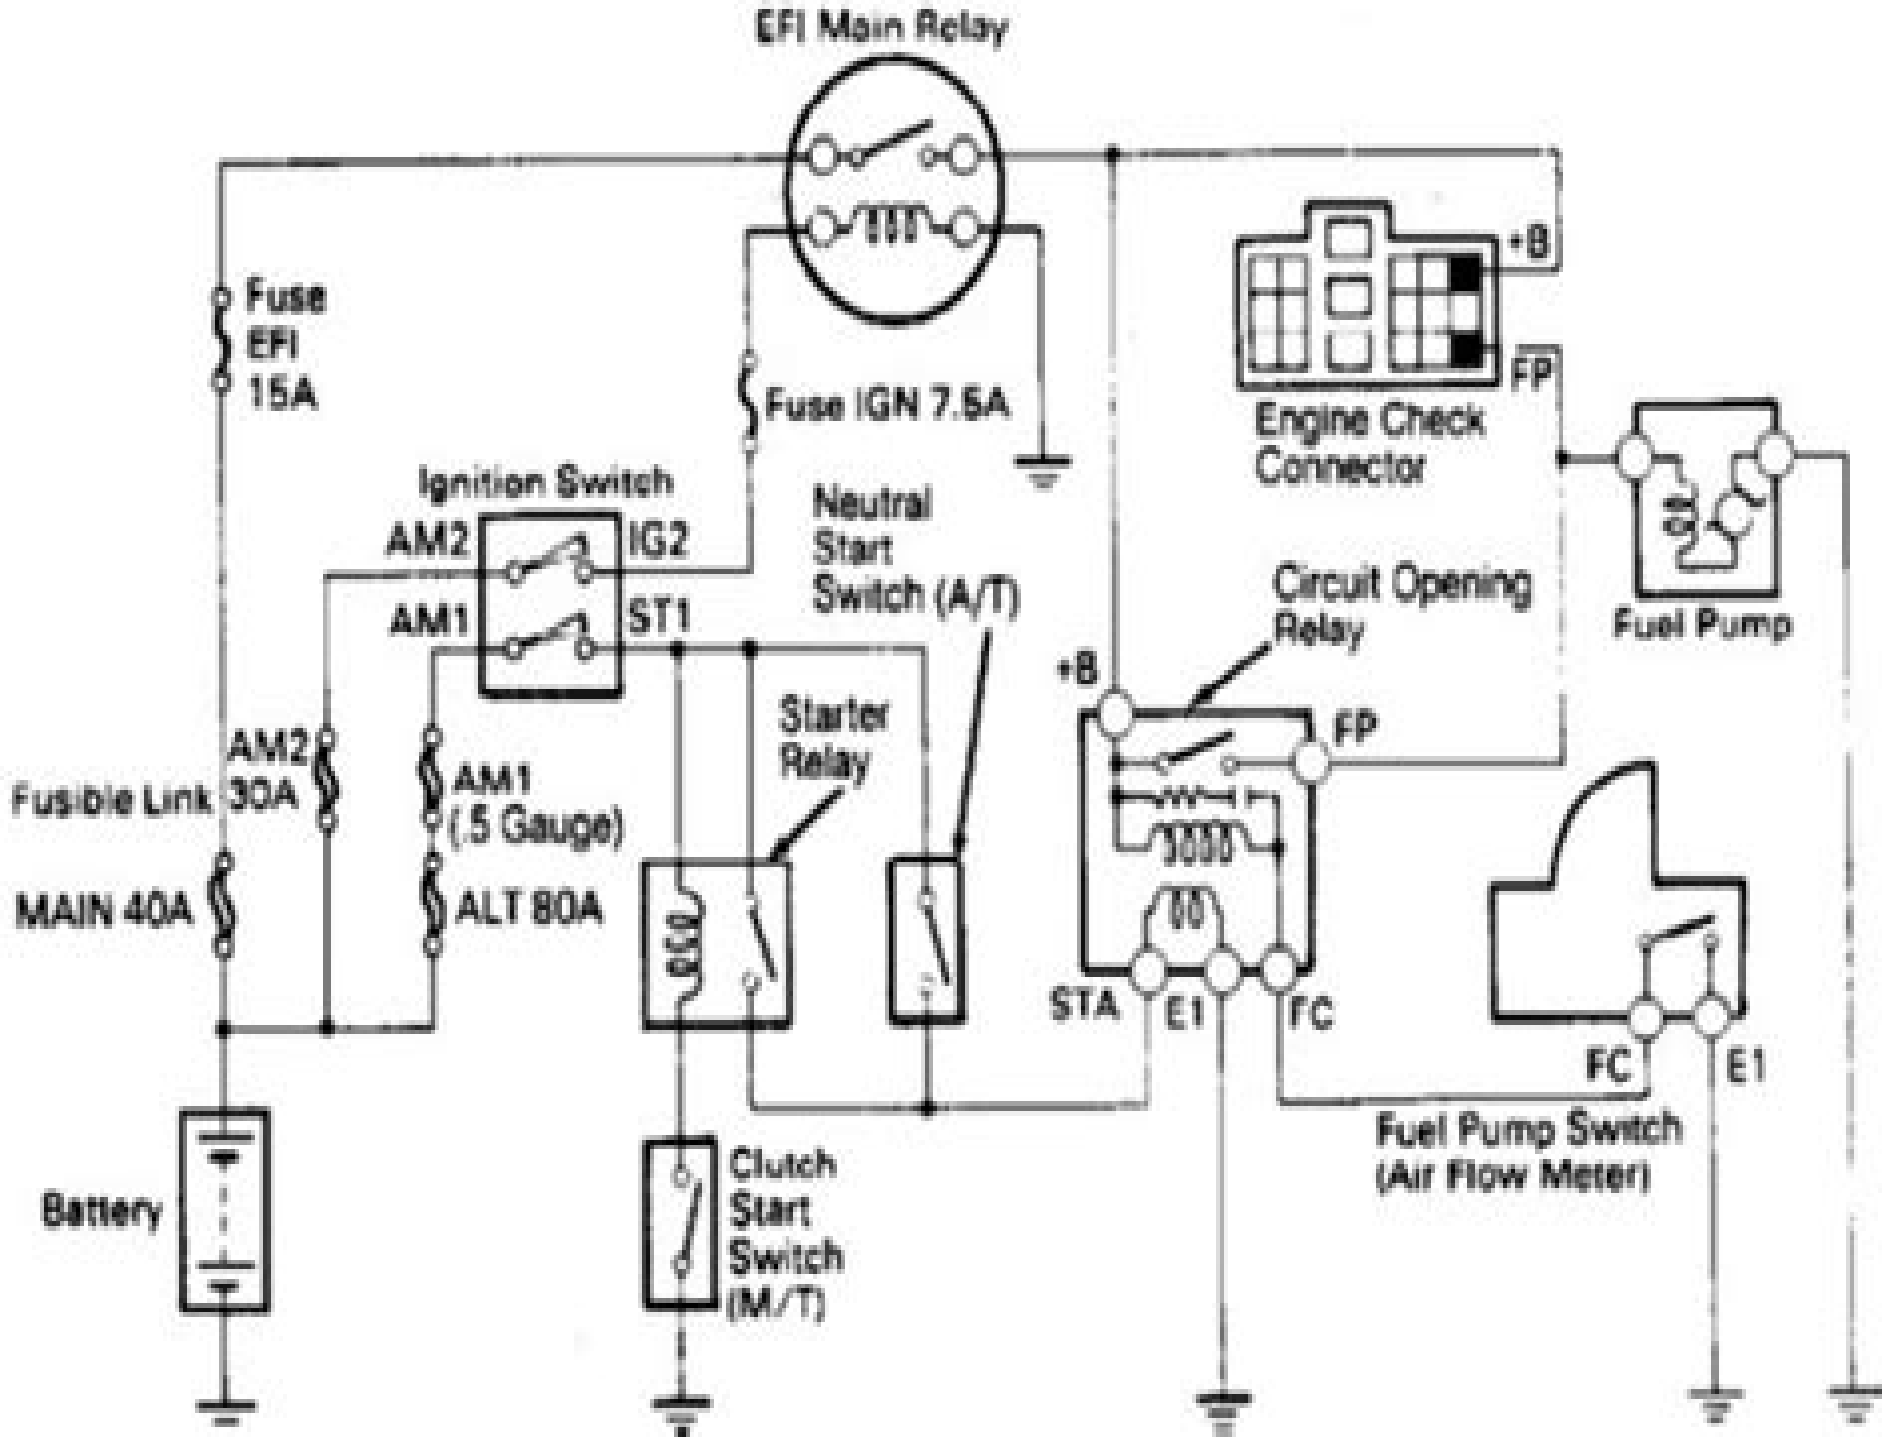 EFI Main Relay
Fuse
EFI
15A
+B
FP
Engine Check
Connector
Fuse IGN 7.5A
Ignition Switch
AM2
IG2
AM1
ST1
Neutral
Start
Switch (A/T)
Circuit Opening
Relay
Fuel Pump
+B
FP
Starter
Relay
AM2
30A
Fusible Link
AM1
(.5 Gauge)
MAIN 40A
ALT 80A
STA
E1
FC
FC
E1
Fuel Pump Switch
(Air Flow Meter)
Battery
Clutch
Start
Switch
(M/T)